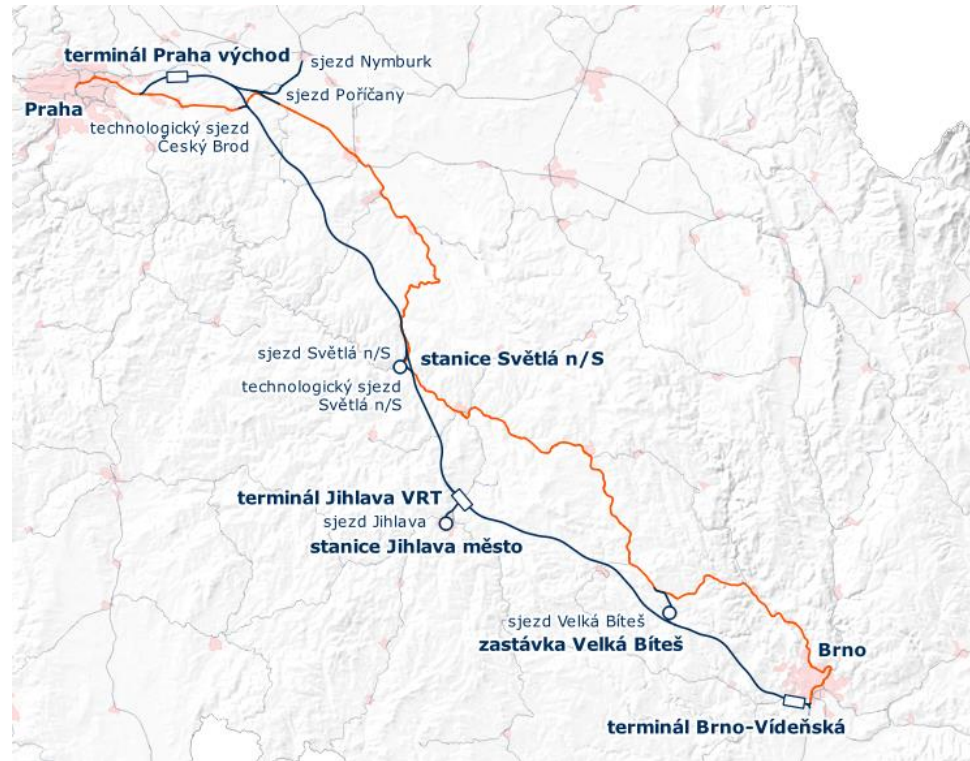 terminál Praha východ
sjezd Nymburk
sjezd Poříčany
Praha
technologický sjezd
Český Brod
sjezd Světlá n/S
stanice Světlá n/S
technologický sjezd
Světlá n/S
terminál Jihlava VRT
sjezd Jihlava
stanice Jihlava město
sjezd Velká Bíteš
zastávka Velká Bíteš
Brno
terminál Brno-Vídeňská